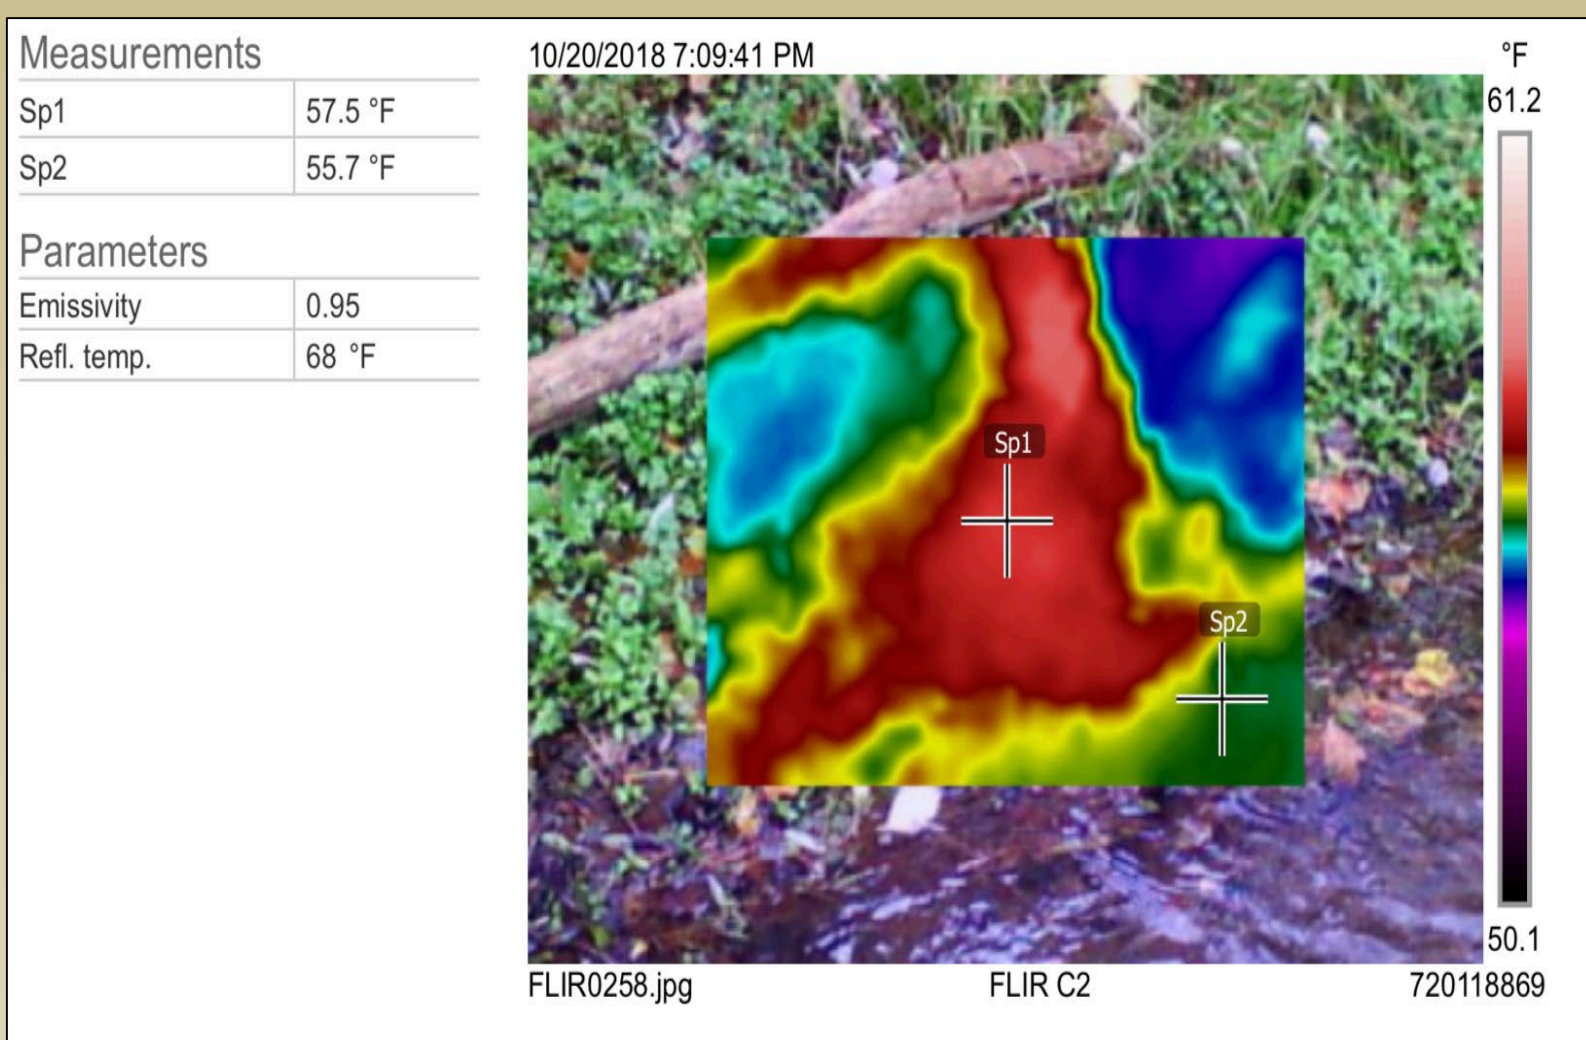 Measurements
Sp1 57.5 °F
Sp2 55.7 °F
Parameters
Emissivity 0.95
Refl. temp. 68 °F
10/20/2018 7:09:41 PM
°F
61.2
Sp1
Sp2
50.1
FLIR0258.jpg FLIR C2 720118869